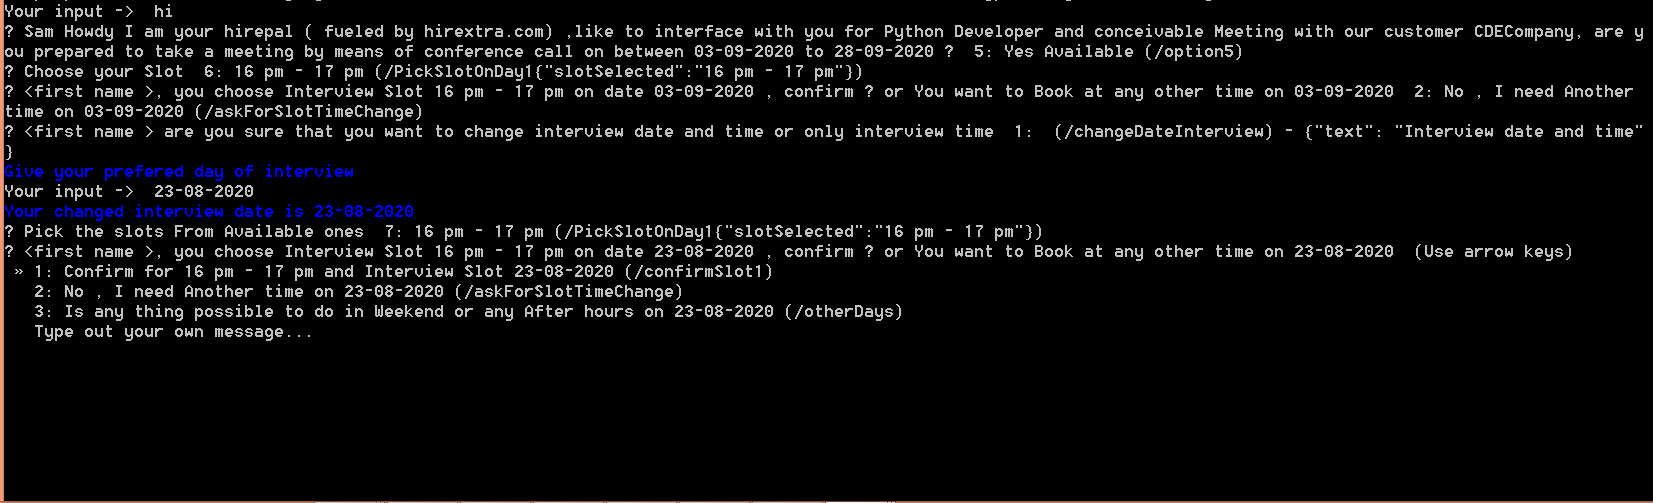 Your input ->  hi
? Sam Howdy I am your hirepal ( fueled by hirextra.com) ,like to interface with you for Python Developer and conceivable Meeting with our customer CDECompany, are y
ou prepared to take a meeting by means of conference call on between 03-09-2020 to 28-09-2020 ?  5: Yes Available (/option5)
? Choose your Slot  6: 16 pm - 17 pm (/PickSlotOnDay1{"slotSelected":"16 pm - 17 pm"})
? <first name >, you choose Interview Slot 16 pm - 17 pm on date 03-09-2020 , confirm ? or You want to Book at any other time on 03-09-2020  2: No , I need Another
time on 03-09-2020 (/askForSlotTimeChange)
? <first name > are you sure that you want to change interview date and time or only interview time  1:  (/changeDateInterview) - {"text": "Interview date and time"
}
Give your prefered day of interview
Your input ->  23-08-2020
Your changed interview date is 23-08-2020
? Pick the slots From Available ones  7: 16 pm - 17 pm (/PickSlotOnDay1{"slotSelected":"16 pm - 17 pm"})
? <first name >, you choose Interview Slot 16 pm - 17 pm on date 23-08-2020 , confirm ? or You want to Book at any other time on 23-08-2020  (Use arrow keys)
» 1: Confirm for 16 pm - 17 pm and Interview Slot 23-08-2020 (/confirmSlot1)
2: No , I need Another time on 23-08-2020 (/askForSlotTimeChange)
3: Is any thing possible to do in Weekend or any After hours on 23-08-2020 (/otherDays)
Type out your own message...